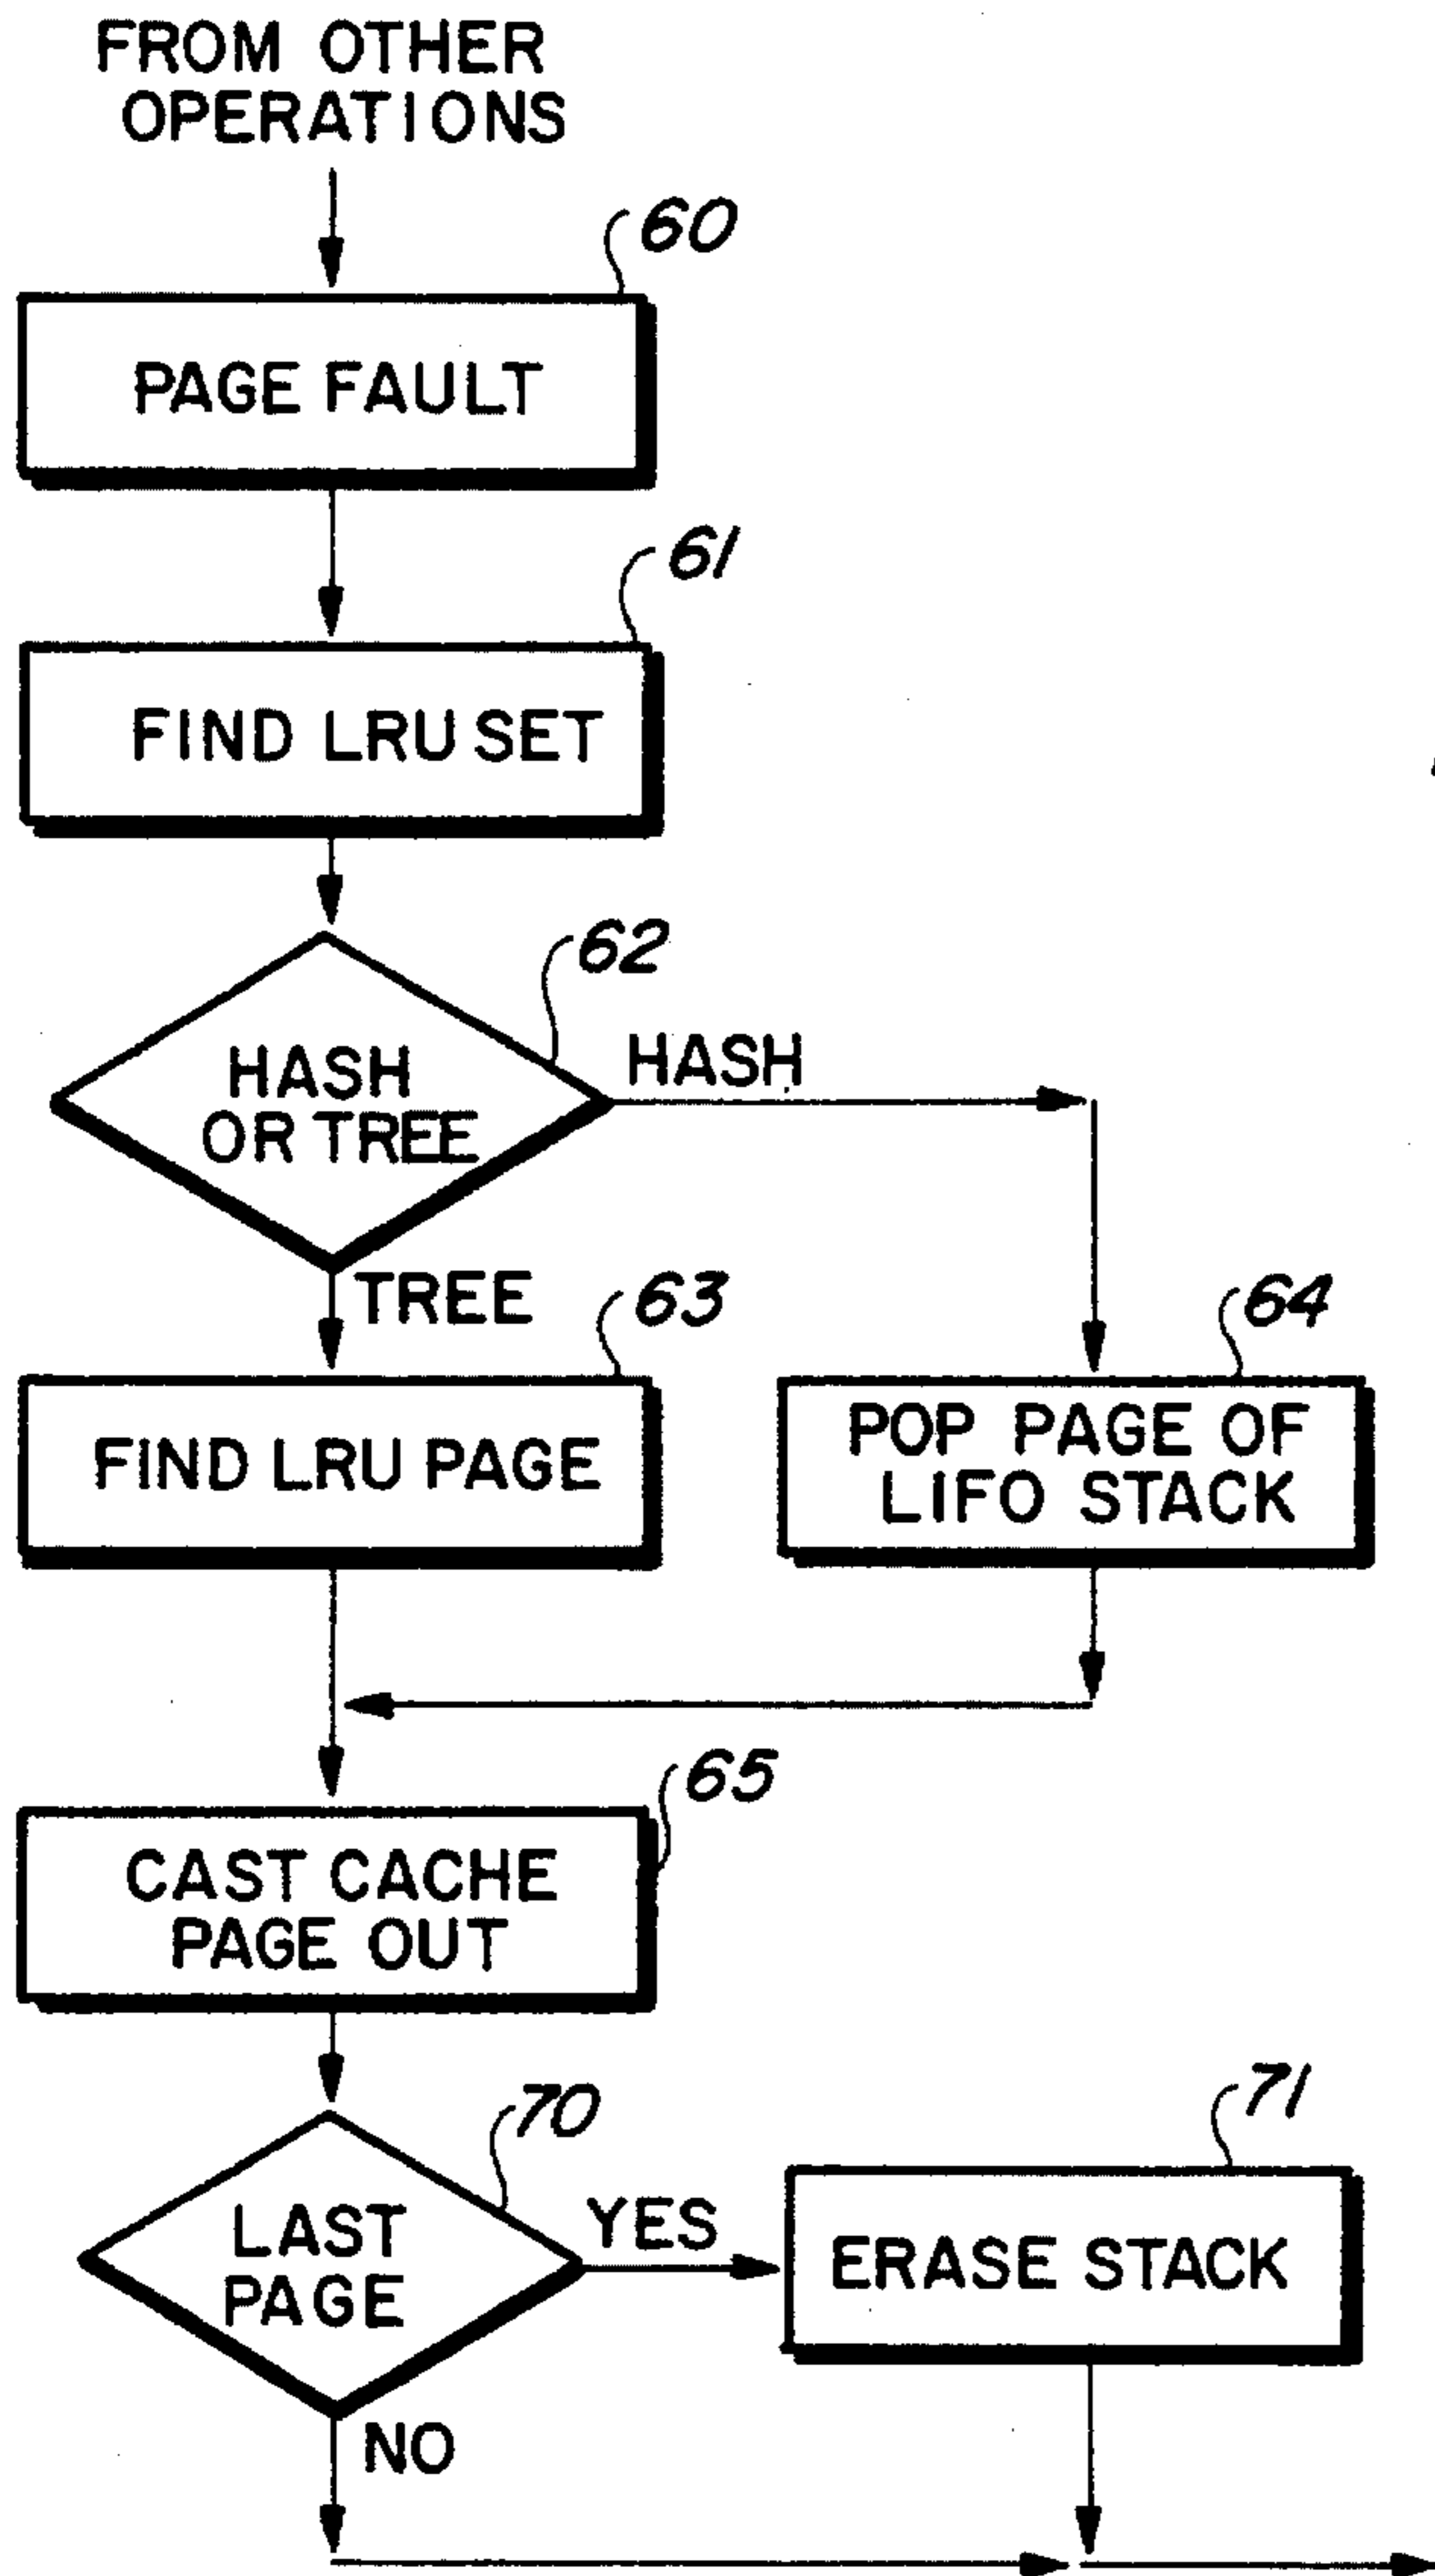 FROM OTHER
OPERATIONS
60
PAGE FAULT
61
FIND LRU SET
62
HASH
OR TREE
HASH
TREE
63
FIND LRU PAGE
64
POP PAGE OF
LIFO STACK
65
CAST CACHE
PAGE OUT
70
LAST
PAGE
YES
71
ERASE STACK
NO